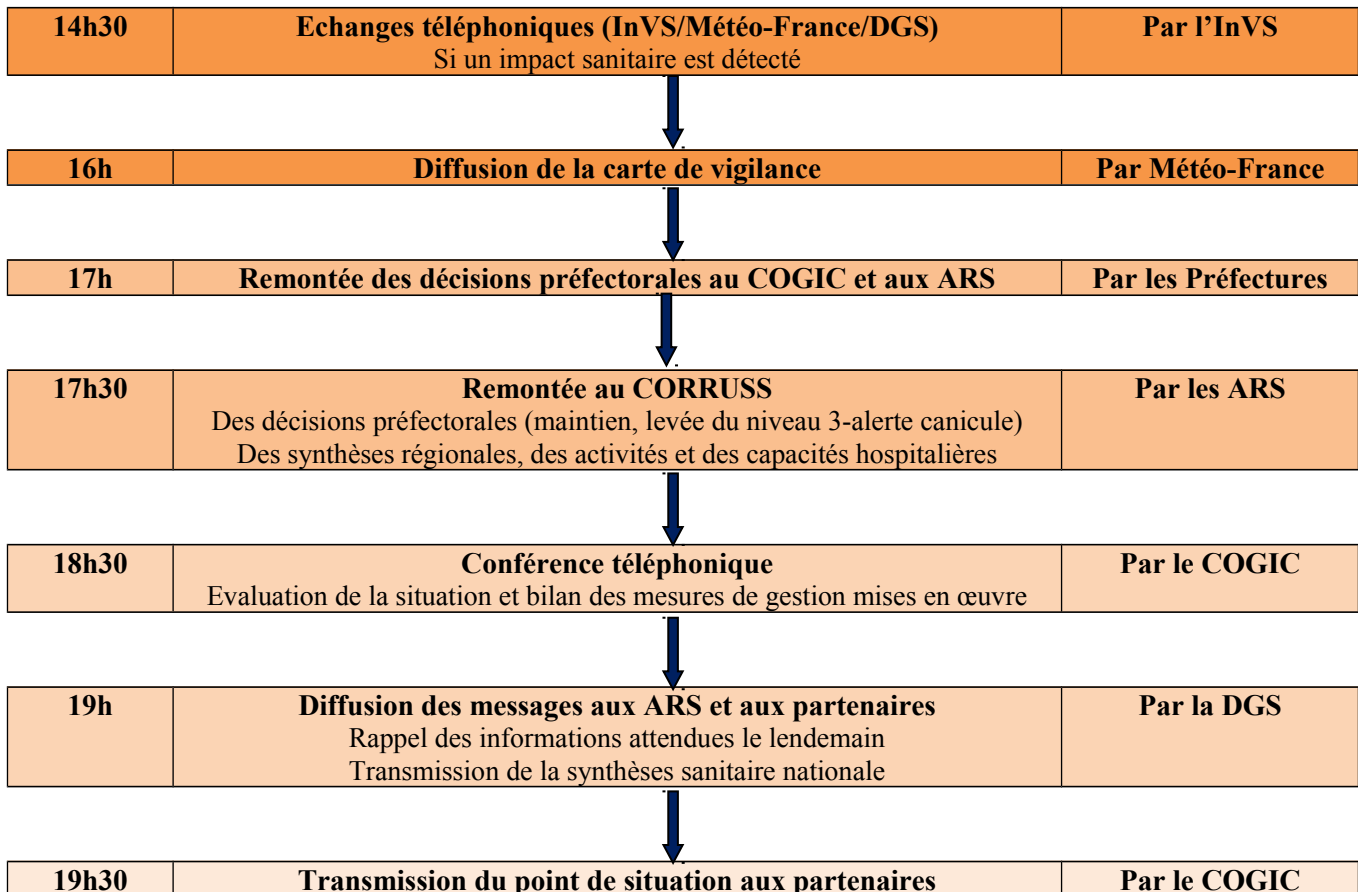 14h30 Echanges téléphoniques (InVS/Météo-France/DGS) Par l'InVS
Si un impact sanitaire est détecté
16h Diffusion de la carte de vigilance Par Météo-France
17h Remontée des décisions préfectorales au COGIC et aux ARS Par les Préfectures
17h30 Remontée au CORRUSS Par les ARS
Des décisions préfectorales (maintien, levée du niveau 3-alerte canicule)
Des synthèses régionales, des activités et des capacités hospitalières
18h30 Conférence téléphonique Par le COGIC
Evaluation de la situation et bilan des mesures de gestion mises en œuvre
19h Diffusion des messages aux ARS et aux partenaires Par la DGS
Rappel des informations attendues le lendemain
Transmission de la synthèses sanitaire nationale
19h30 Transmission du point de situation aux partenaires Par le COGIC